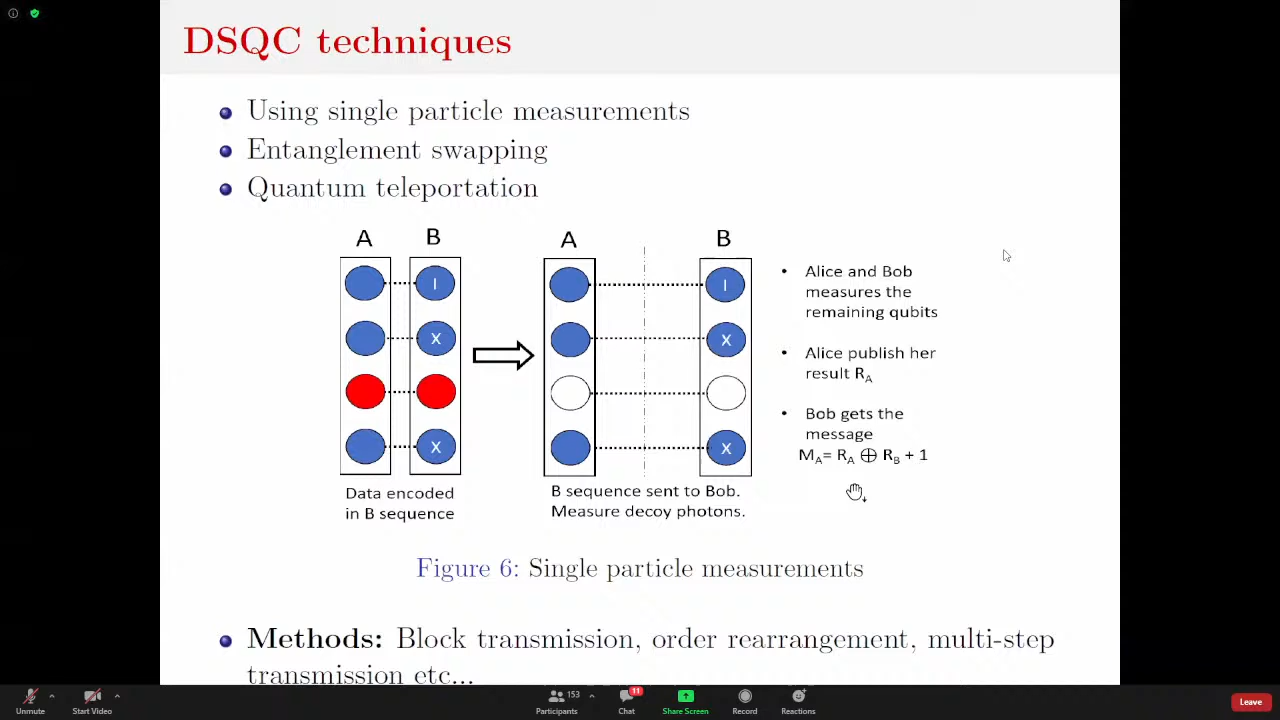 DSQC techniques
Using single particle measurements
Entanglement swapping
Quantum teleportation
A B A B
I I
X X
X X
Data encoded
in B sequence
B sequence sent to Bob.
Measure decoy photons.
• Alice and Bob
measures the
remaining qubits
• Alice publish her
result R_A
• Bob gets the
message
M_A= R_A ⊕ R_B + 1
Figure 6: Single particle measurements
Methods: Block transmission, order rearrangement, multi-step
transmission etc...
Unmute
Start Video
153
Participants
11
Chat
Share Screen
Record
Reactions
Leave